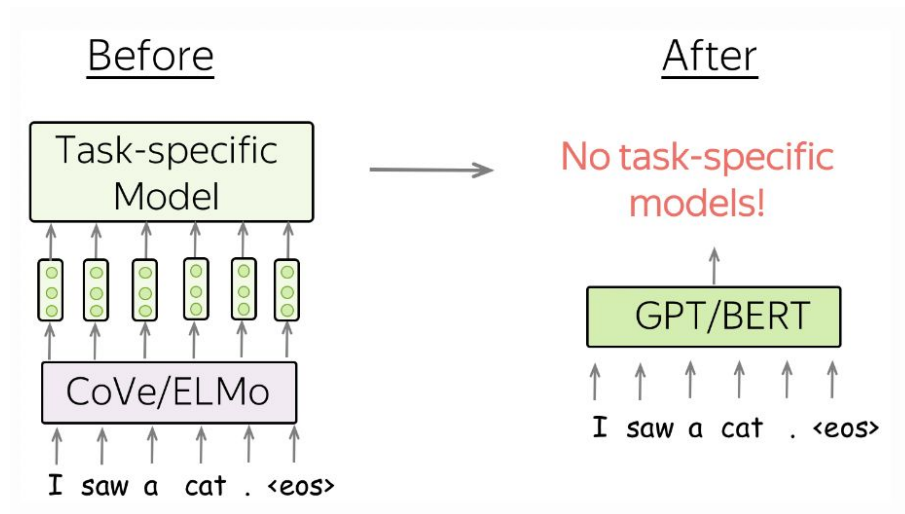 Before
Task-specific
Model
CoVe/ELMo
I saw a cat . <eos>
After
No task-specific
models!
GPT/BERT
I saw a cat . <eos>